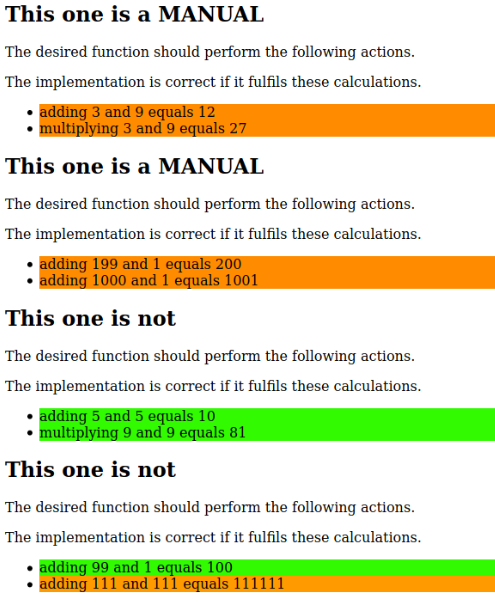 This one is a MANUAL
The desired function should perform the following actions.
The implementation is correct if it fulfils these calculations.
adding 3 and 9 equals 12
multiplying 3 and 9 equals 27
This one is a MANUAL
The desired function should perform the following actions.
The implementation is correct if it fulfils these calculations.
adding 199 and 1 equals 200
adding 1000 and 1 equals 1001
This one is not
The desired function should perform the following actions.
The implementation is correct if it fulfils these calculations.
adding 5 and 5 equals 10
multiplying 9 and 9 equals 81
This one is not
The desired function should perform the following actions.
The implementation is correct if it fulfils these calculations.
adding 99 and 1 equals 100
adding 111 and 111 equals 111111